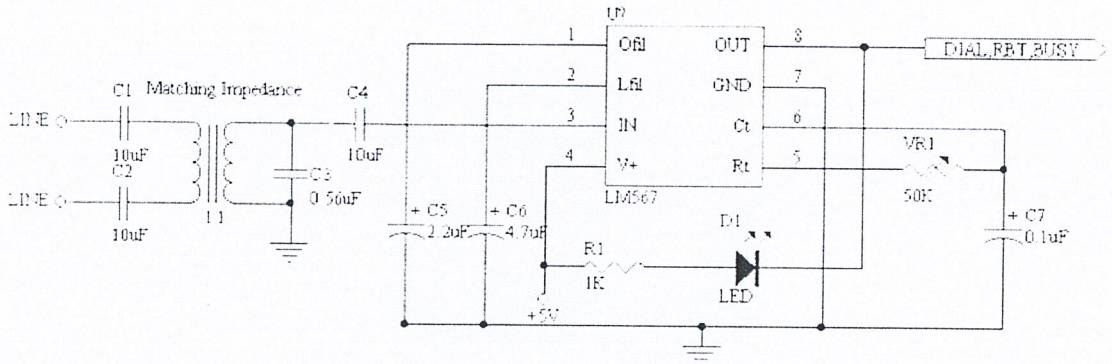 U?
1
Ofil
OUT
8
DIAL,RBT,BUSY
2
Lfil
GND
7
C1
Matching Impedance
C4
LINE
3
IN
Ct
6
10uF
10uF
VR1
C2
C3
4
V+
Rt
5
LINE
0.56uF
50K
LM567
1:1
10uF
+ C5
2.2uF
+ C6
4.7uF
D1
+ C7
0.1uF
R1
1K
LED
+5V